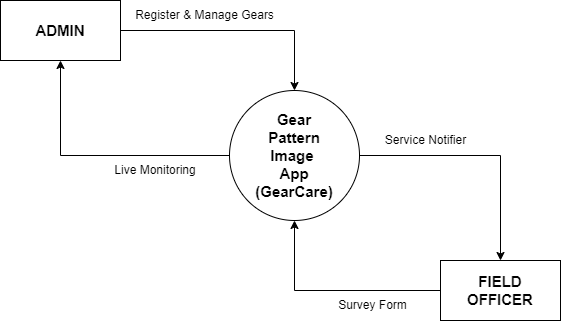 ADMIN
Register & Manage Gears
Gear
Pattern
Image
App
(GearCare)
Service Notifier
Live Monitoring
FIELD
OFFICER
Survey Form